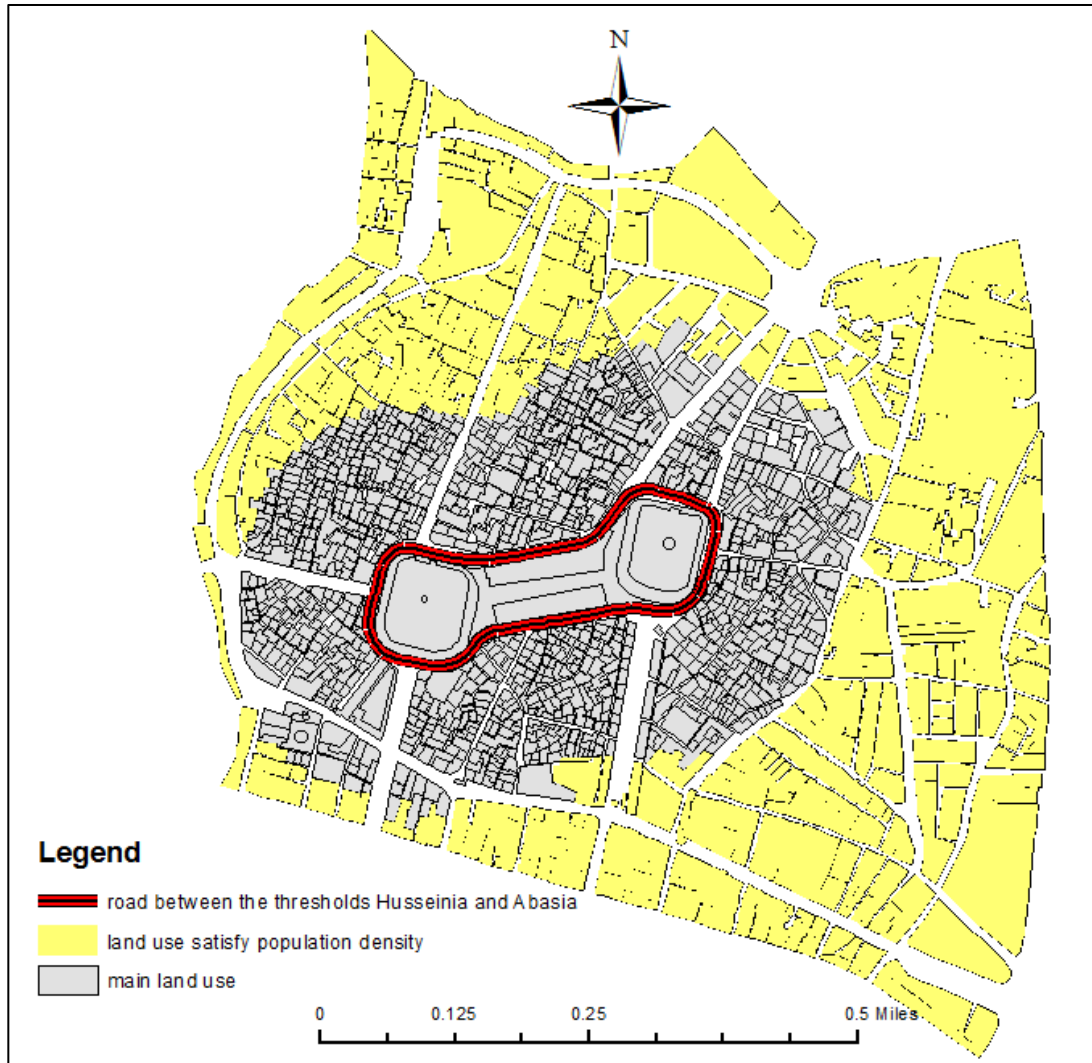 N
Legend
road between the thresholds Husseinia and Abasia
land use satisfy population density
main land use
0 0.125 0.25 0.5 Miles